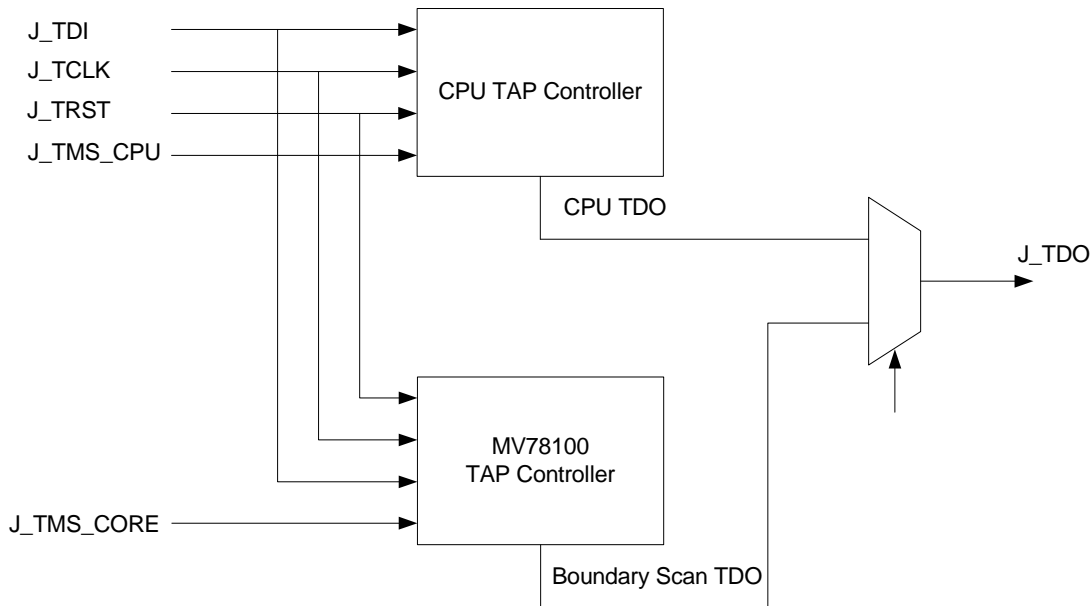 J_TDI
J_TCLK
J_TRST
J_TMS_CPU
CPU TAP Controller
CPU TDO
J_TDO
MV78100
TAP Controller
J_TMS_CORE
Boundary Scan TDO